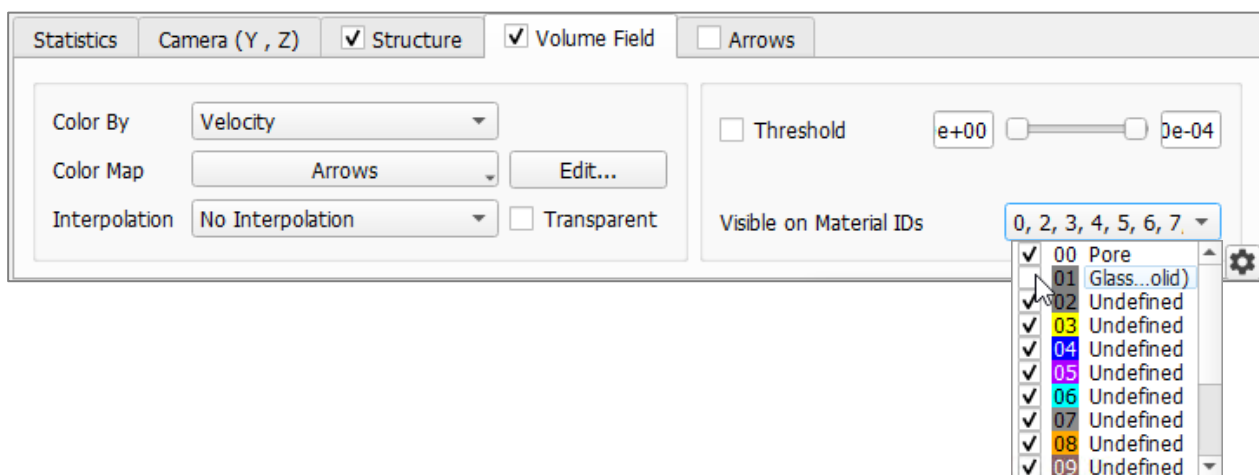 Statistics Camera (Y , Z) Structure Volume Field Arrows
Color By Velocity
Color Map Arrows Edit...
Interpolation No Interpolation Transparent
Threshold e+00 0e-04
Visible on Material IDs 0, 2, 3, 4, 5, 6, 7,
00 Pore
01 Glass...olid)
02 Undefined
03 Undefined
04 Undefined
05 Undefined
06 Undefined
07 Undefined
08 Undefined
09 Undefined